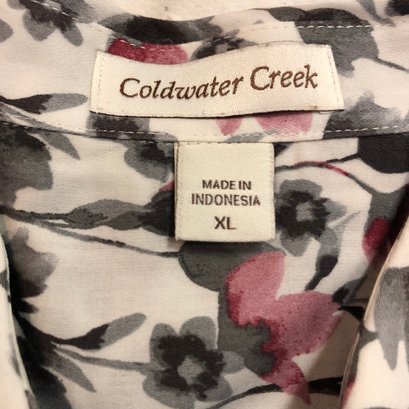 Coldwater Creek
MADE IN
INDONESIA
XL